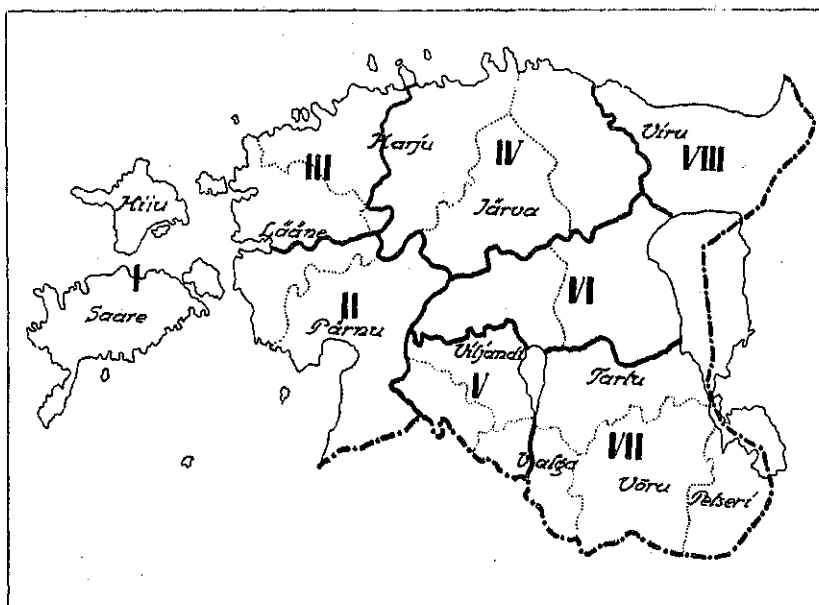 Harju
Viru
IV
VIII
III
Hiiu
Järva
Lääne
I
VI
II
Saare
Pärnu
Viljandi
Tartu
V
VII
Valga
Võru
Petseri